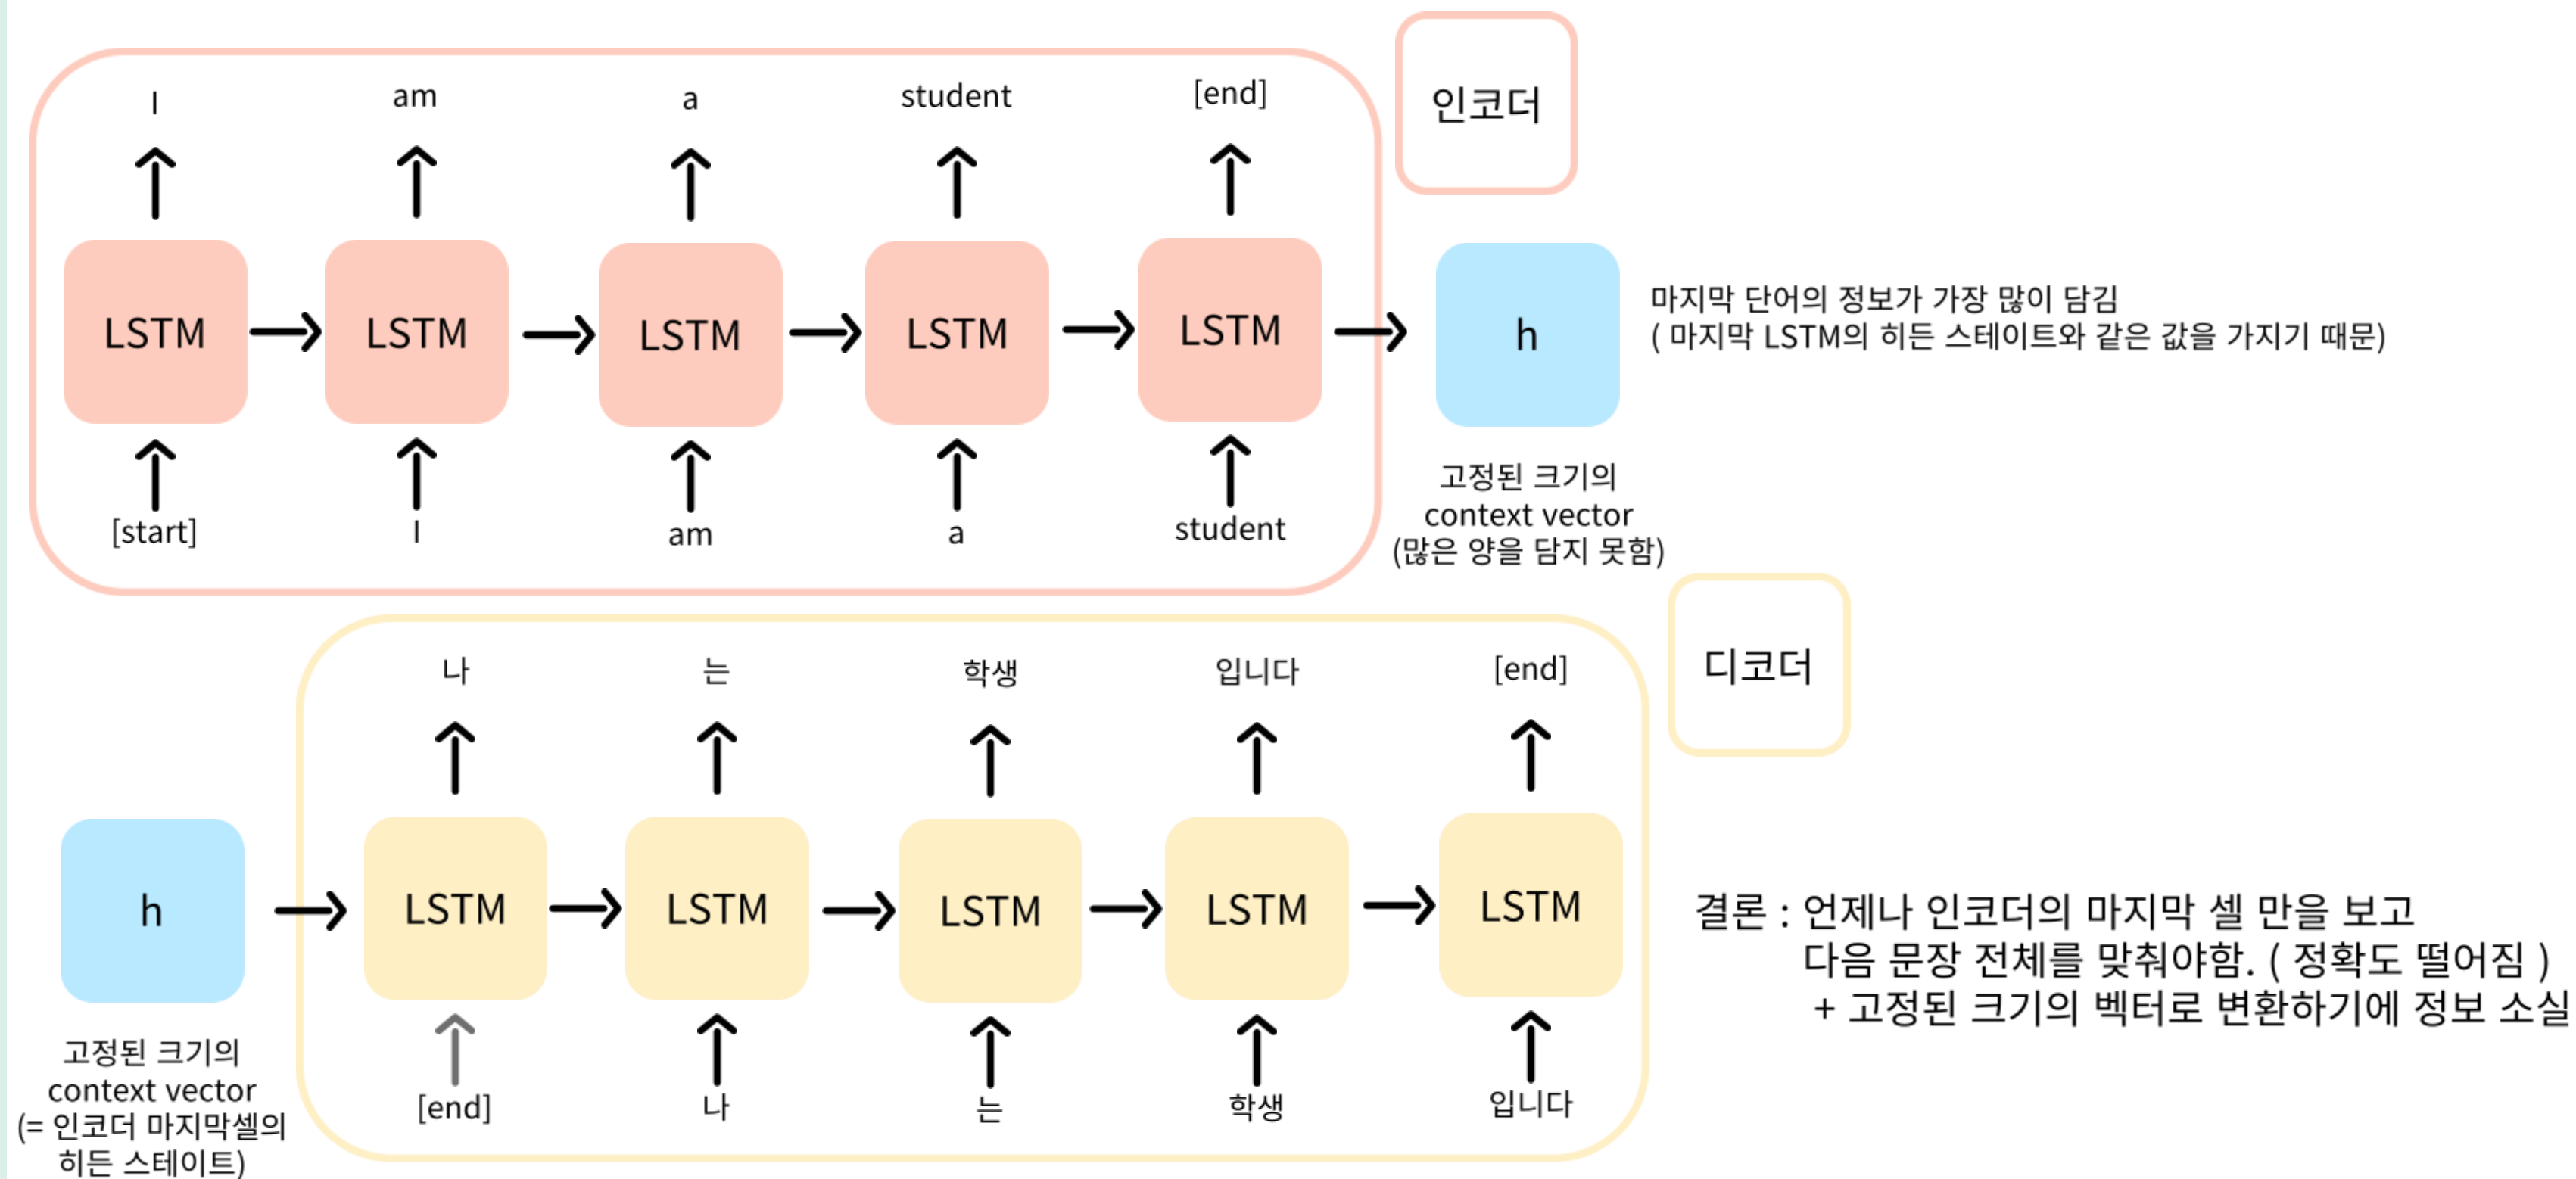 I am a student [end]
인코더
LSTM LSTM LSTM LSTM LSTM h
마지막 단어의 정보가 가장 많이 담김
( 마지막 LSTM의 히든 스테이트와 같은 값을 가지기 때문)
[start] I am a student
고정된 크기의
context vector
(많은 양을 담지 못함)
나 는 학생 입니다 [end]
디코더
h LSTM LSTM LSTM LSTM LSTM
결론 : 언제나 인코더의 마지막 셀 만을 보고
다음 문장 전체를 맞춰야함. ( 정확도 떨어짐 )
+ 고정된 크기의 벡터로 변환하기에 정보 소실
[end] 나 는 학생 입니다
고정된 크기의
context vector
(= 인코더 마지막셀의
히든 스테이트)